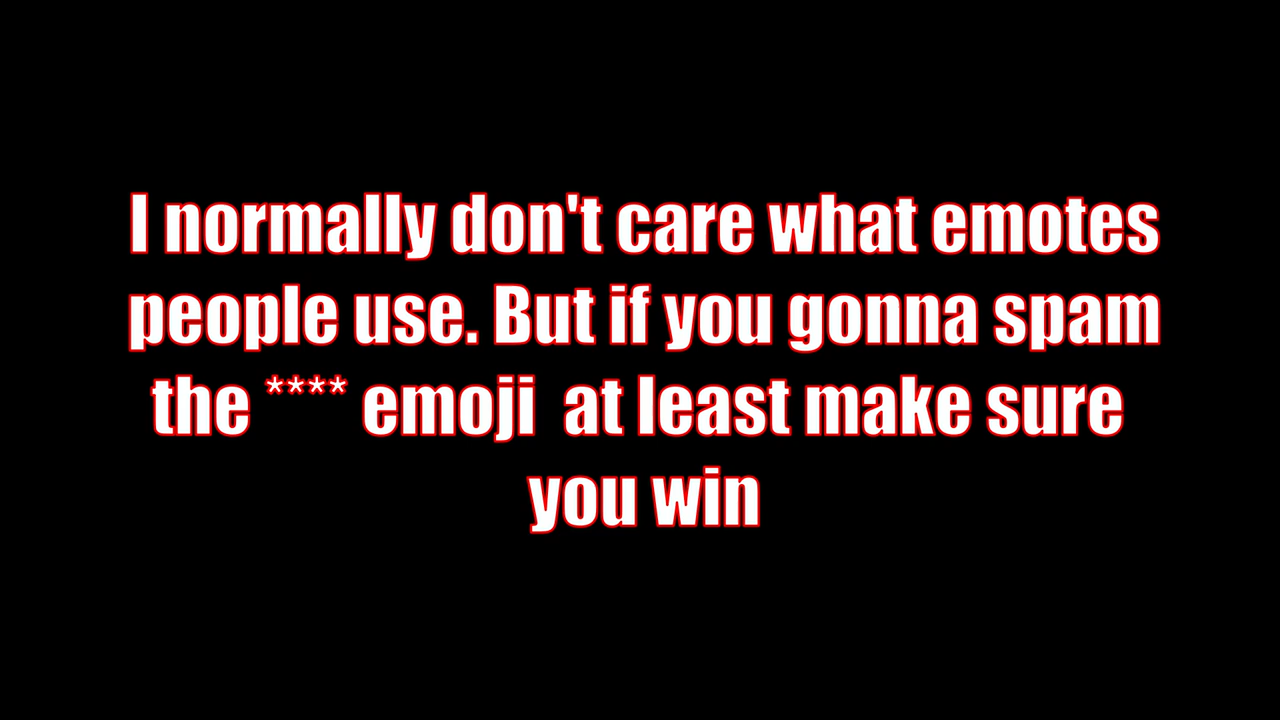 I normally don't care what emotes
people use. But if you gonna spam
the **** emoji  at least make sure
you win